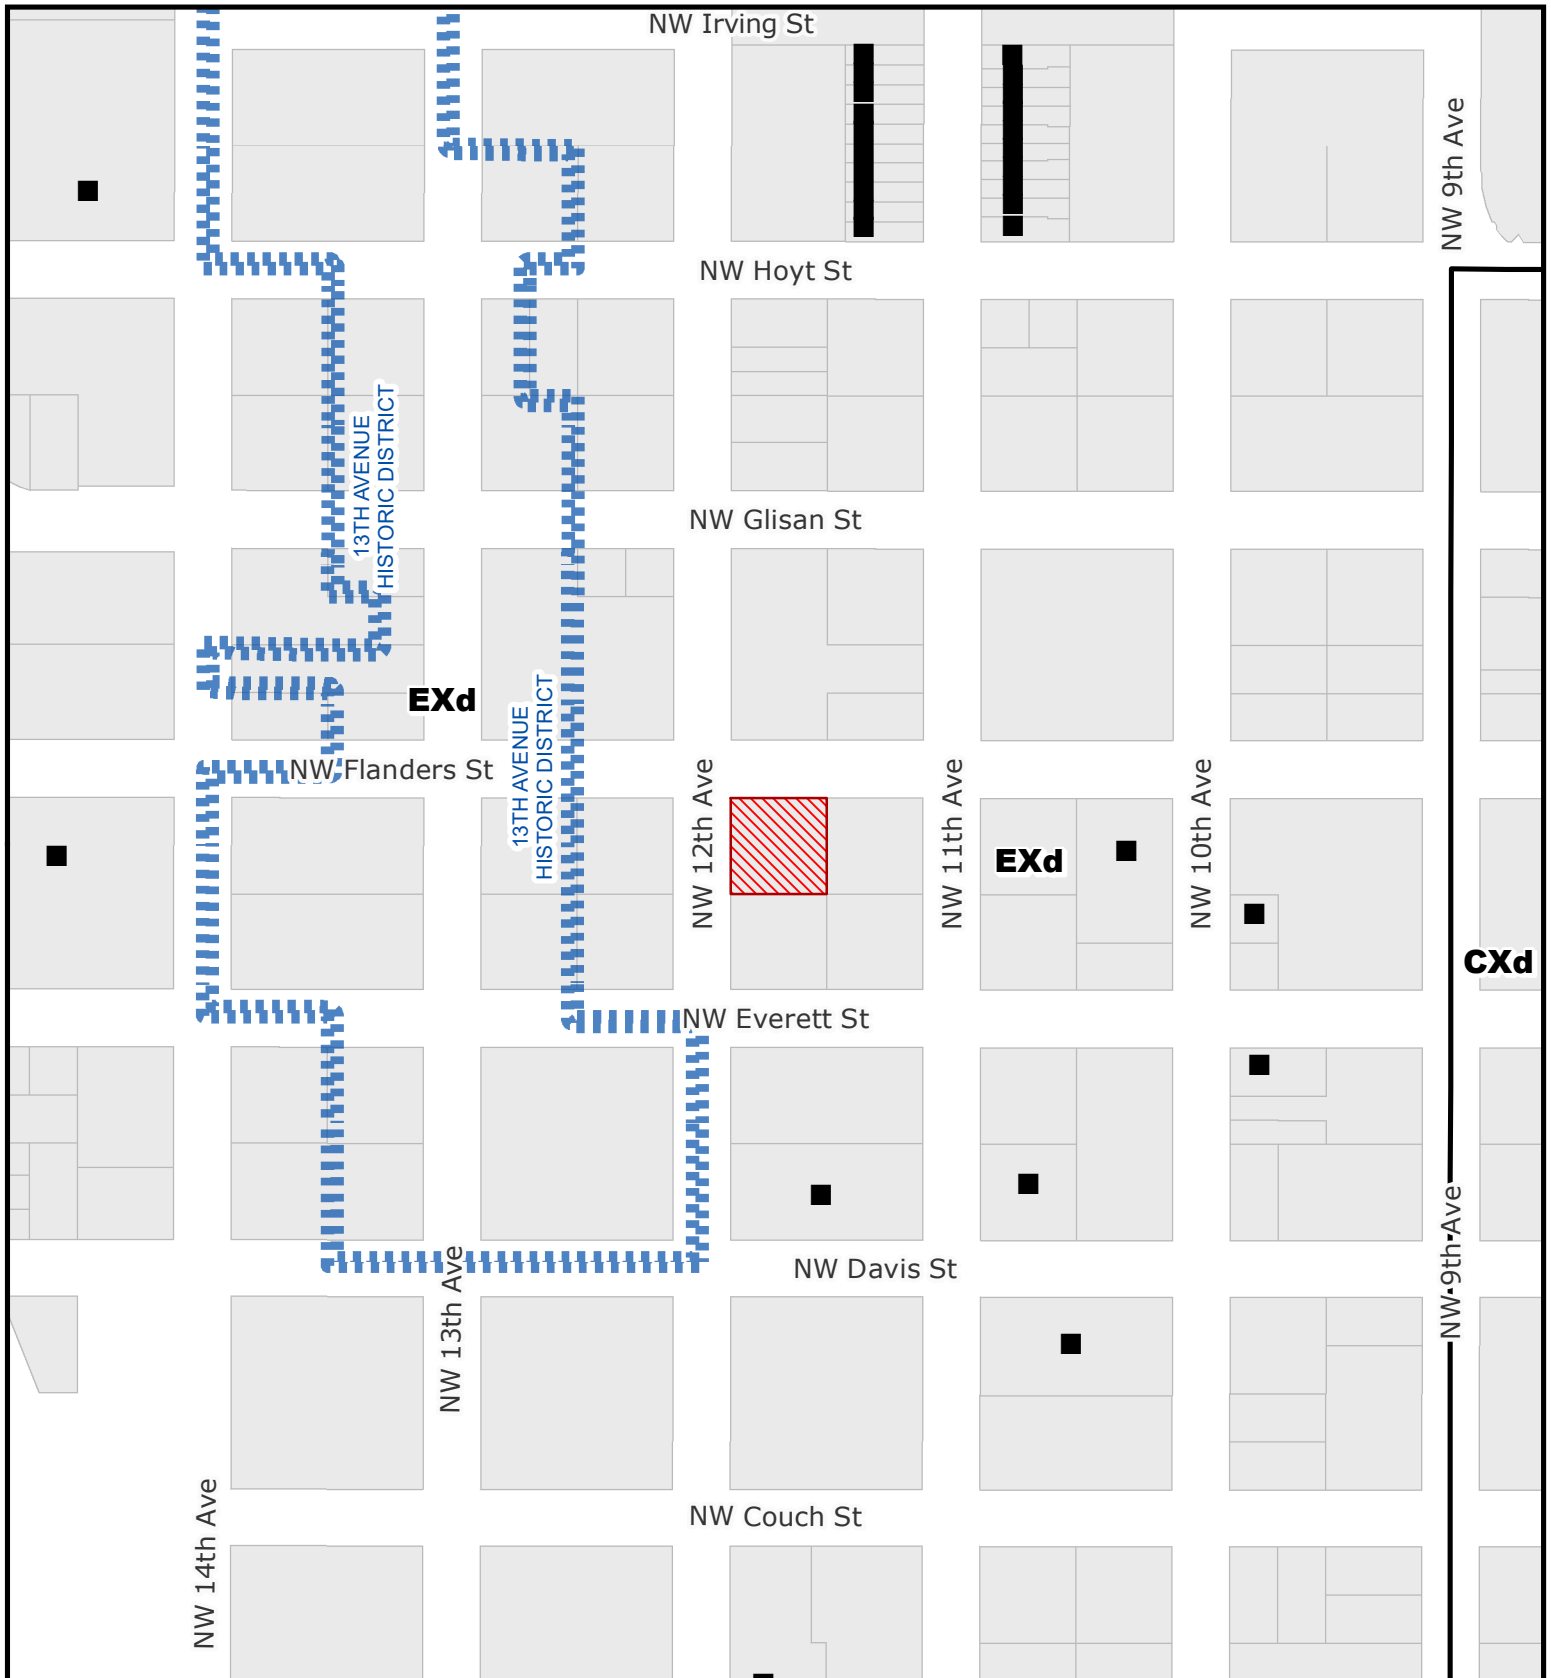 NW Irving St
NW 9th Ave
NW Hoyt St
13TH AVENUE
HISTORIC DISTRICT
NW Glisan St
EXd
13TH AVENUE
HISTORIC DISTRICT
NW Flanders St
NW 12th Ave
NW 11th Ave
NW 10th Ave
EXd
CXd
NW Everett St
NW 9th Ave
NW Davis St
NW 13th Ave
NW 14th Ave
NW Couch St